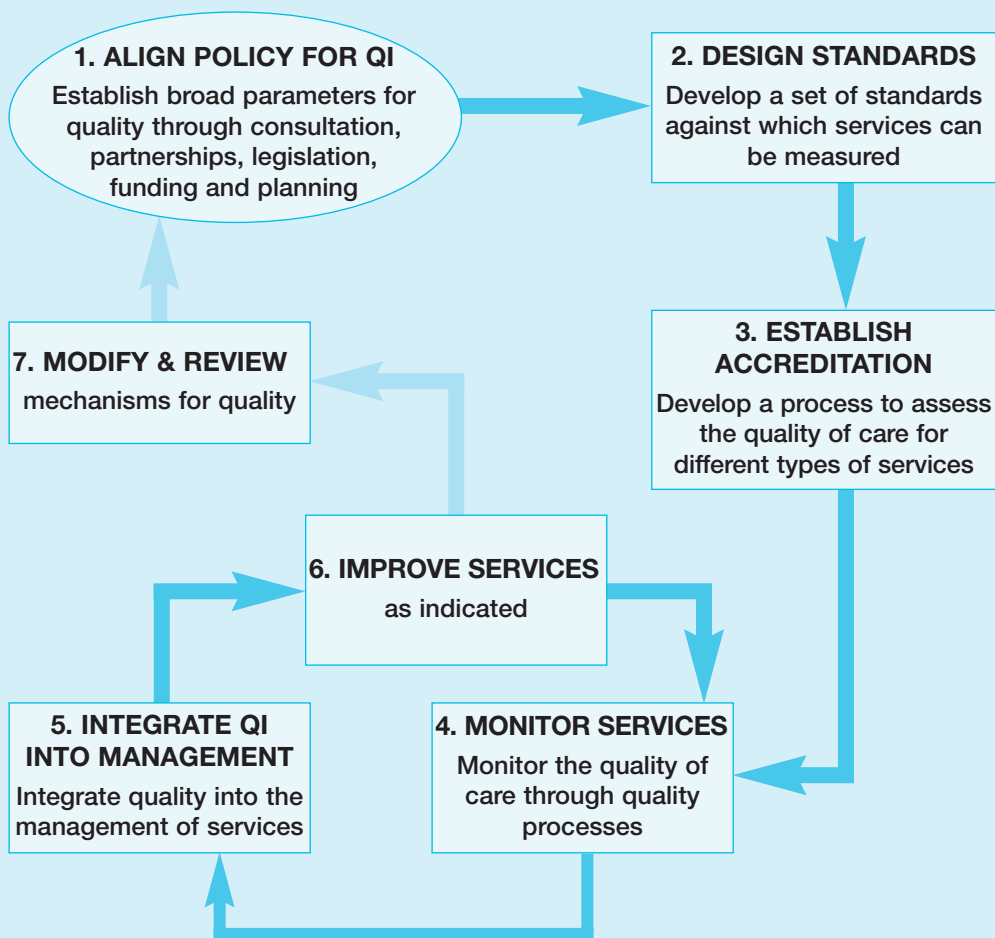 1. ALIGN POLICY FOR QI
Establish broad parameters for
quality through consultation,
partnerships, legislation,
funding and planning
2. DESIGN STANDARDS
Develop a set of standards
against which services can
be measured
3. ESTABLISH
ACCREDITATION
Develop a process to assess
the quality of care for
different types of services
4. MONITOR SERVICES
Monitor the quality of
care through quality
processes
5. INTEGRATE QI
INTO MANAGEMENT
Integrate quality into the
management of services
6. IMPROVE SERVICES
as indicated
7. MODIFY & REVIEW
mechanisms for quality